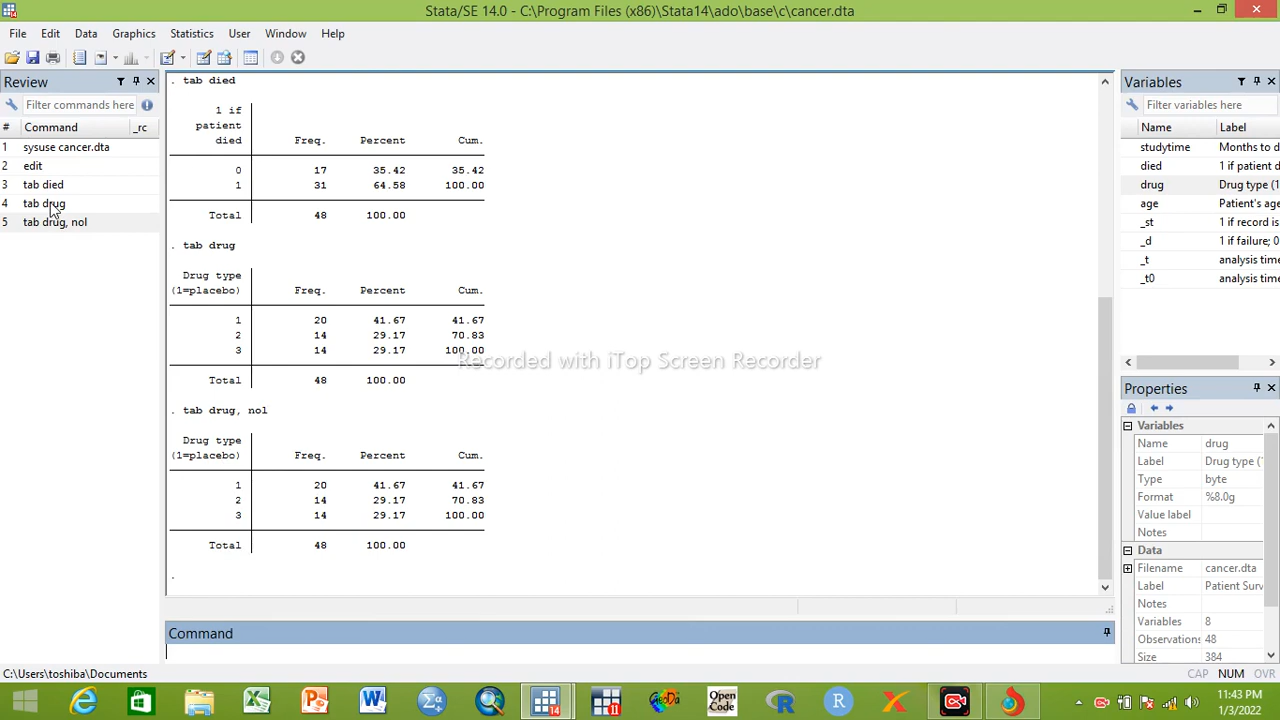 Stata/SE 14.0 - C:\Program Files (x86)\Stata14\ado\base\c\cancer.dta
File Edit Data Graphics Statistics User Window Help
Review
Filter commands here
# Command _rc
1 sysuse cancer.dta
2 edit
3 tab died
4 tab drug
5 tab drug, nol
. tab died
1 if
patient
died Freq. Percent Cum.
0 17 35.42 35.42
1 31 64.58 100.00
Total 48 100.00
. tab drug
Drug type
(1=placebo) Freq. Percent Cum.
1 20 41.67 41.67
2 14 29.17 70.83
3 14 29.17 100.00
Total 48 100.00
Recorded with iTop Screen Recorder
. tab drug, nol
Drug type
(1=placebo) Freq. Percent Cum.
1 20 41.67 41.67
2 14 29.17 70.83
3 14 29.17 100.00
Total 48 100.00
.
Command
Variables
Filter variables here
Name Label
studytime Months to d
died 1 if patient d
drug Drug type (1
age Patient's age
_st 1 if record is
_d 1 if failure; 0
_t analysis time
_t0 analysis time
Properties
Variables
Name drug
Label Drug type (
Type byte
Format %8.0g
Value label
Notes
Data
Filename cancer.dta
Label Patient Surv
Notes
Variables 8
Observations 48
Size 384
C:\Users\toshiba\Documents
CAP NUM OVR
14
11
GeoDa
Open
Code
R
R
11:43 PM
1/3/2022